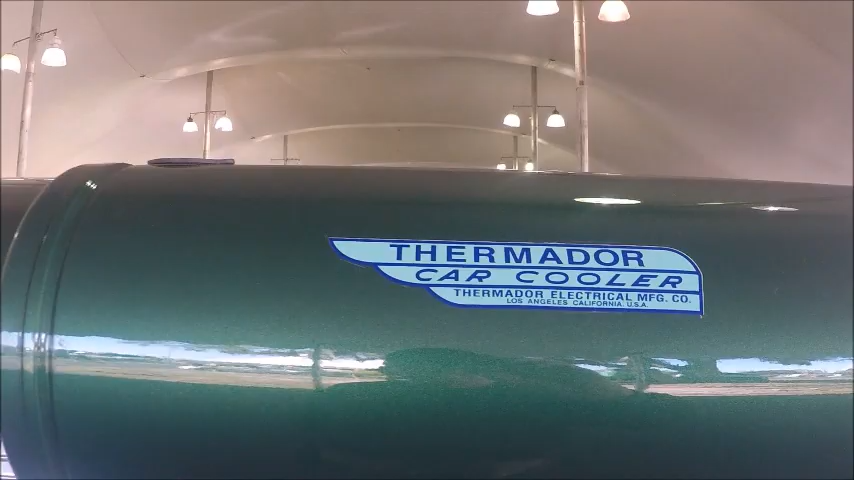 THERMADOR
CAR COOLER
THERMADOR ELECTRICAL MFG. CO.
LOS ANGELES CALIFORNIA. U.S.A.